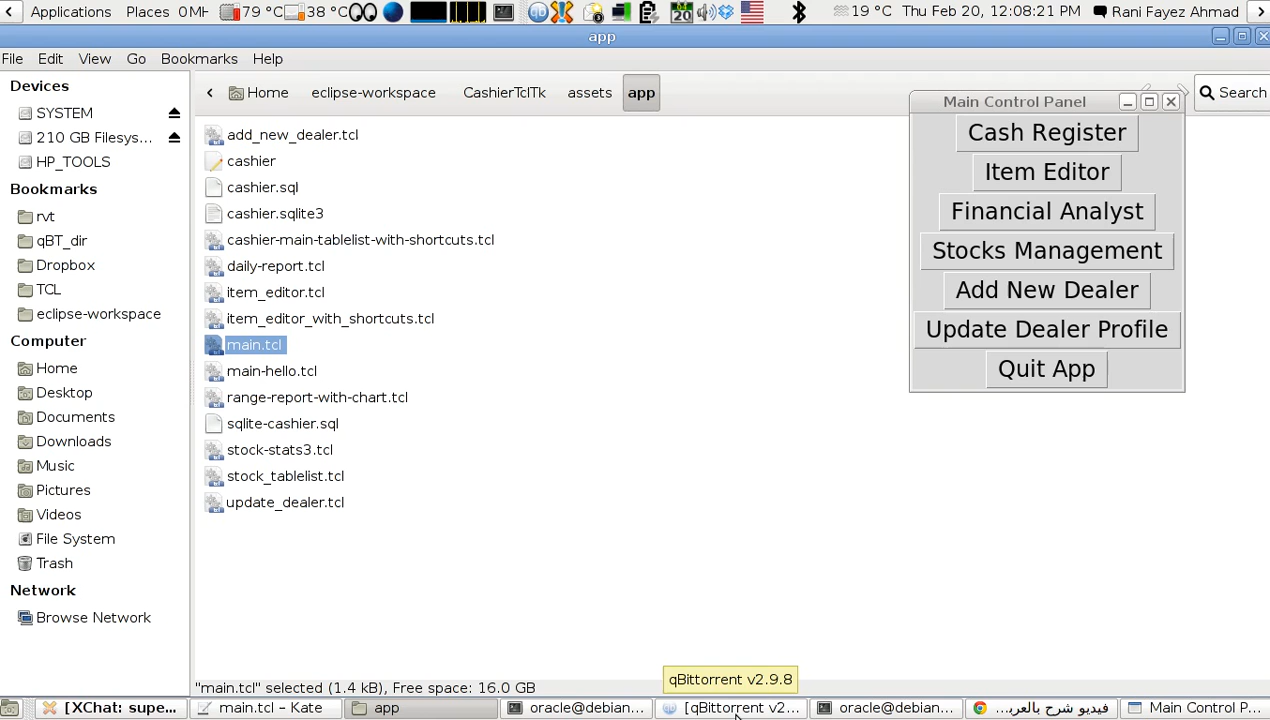 Applications Places 0 MH 79 °C 38 °C 20 19 °C Thu Feb 20, 12:08:21 PM Rani Fayez Ahmad
app
File Edit View Go Bookmarks Help
Devices
SYSTEM
210 GB Filesys...
HP_TOOLS
Bookmarks
rvt
qBT_dir
Dropbox
TCL
eclipse-workspace
Computer
Home
Desktop
Documents
Downloads
Music
Pictures
Videos
File System
Trash
Network
Browse Network
Home eclipse-workspace CashierTclTk assets app Search
add_new_dealer.tcl
cashier
cashier.sql
cashier.sqlite3
cashier-main-tablelist-with-shortcuts.tcl
daily-report.tcl
item_editor.tcl
item_editor_with_shortcuts.tcl
main.tcl
main-hello.tcl
range-report-with-chart.tcl
sqlite-cashier.sql
stock-stats3.tcl
stock_tablelist.tcl
update_dealer.tcl
Main Control Panel
Cash Register
Item Editor
Financial Analyst
Stocks Management
Add New Dealer
Update Dealer Profile
Quit App
qBittorrent v2.9.8
"main.tcl" selected (1.4 kB), Free space: 16.0 GB
[XChat: supe... main.tcl – Kate app oracle@debian... [qBittorrent v2... oracle@debian... فيديو شرح بالعربـ... Main Control P...